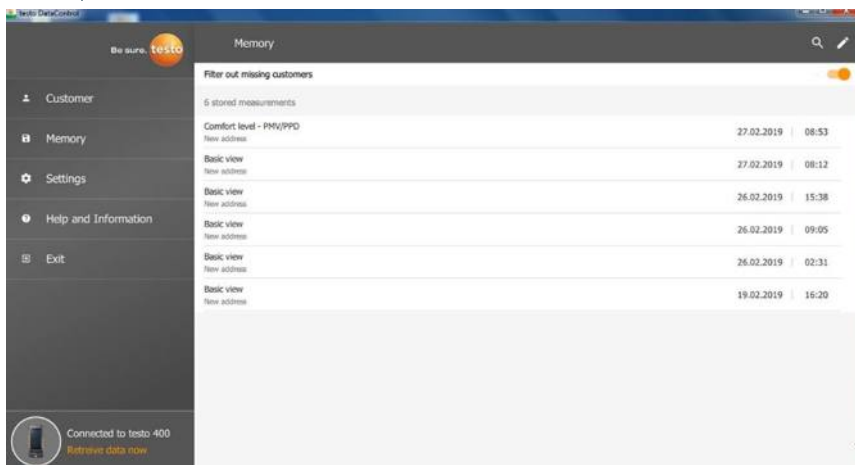 testo DataControl
Be sure. testo
Memory
Filter out missing customers
Customer
6 stored measurements
Comfort level - PMV/PPD
New address
27.02.2019 | 08:53
Memory
Basic view
New address
27.02.2019 | 08:12
Settings
Basic view
New address
26.02.2019 | 15:38
Help and Information
Basic view
New address
26.02.2019 | 09:05
Exit
Basic view
New address
26.02.2019 | 02:31
Basic view
New address
19.02.2019 | 16:20
Connected to testo 400
Retreive data now